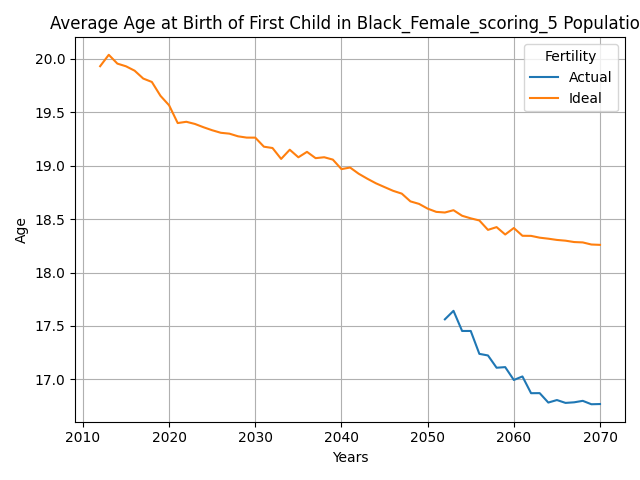 Average Age at Birth of First Child in Black_Female_scoring_5 Populatio
Fertility
Actual
Ideal
20.0
19.5
19.0
18.5
18.0
17.5
17.0
Age
2010 2020 2030 2040 2050 2060 2070
Years